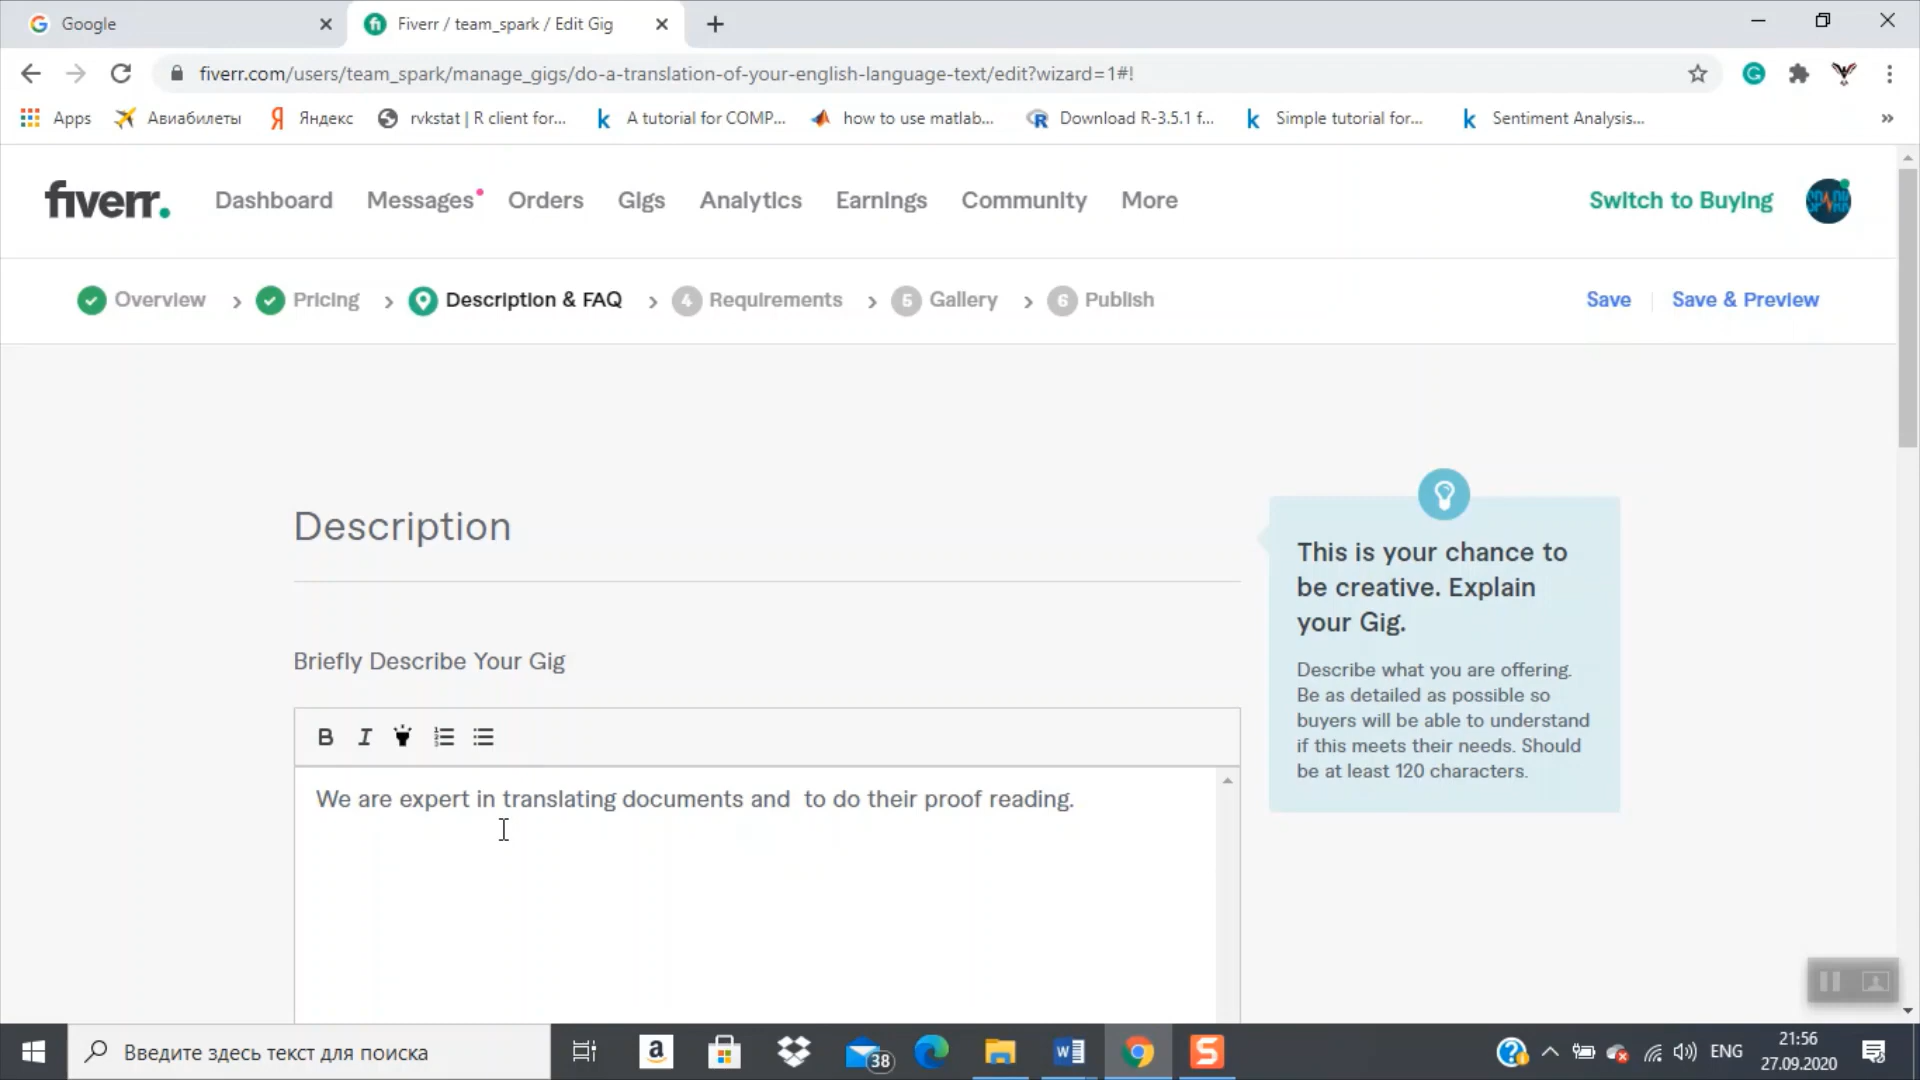 Google
Fiverr / team_spark / Edit Gig
fiverr.com/users/team_spark/manage_gigs/do-a-translation-of-your-english-language-text/edit?wizard=1#!
Apps
Авиабилеты
Яндекс
rvkstat | R client for...
A tutorial for COMP...
how to use matlab...
Download R-3.5.1 f...
Simple tutorial for...
Sentiment Analysis...
fiverr.
Dashboard
Messages
Orders
Gigs
Analytics
Earnings
Community
More
Switch to Buying
Overview
Pricing
Description & FAQ
4 Requirements
5 Gallery
6 Publish
Save
Save & Preview
Description
Briefly Describe Your Gig
B I
We are expert in translating documents and  to do their proof reading.
This is your chance to
be creative. Explain
your Gig.
Describe what you are offering.
Be as detailed as possible so
buyers will be able to understand
if this meets their needs. Should
be at least 120 characters.
Введите здесь текст для поиска
38
ENG
21:56
27.09.2020